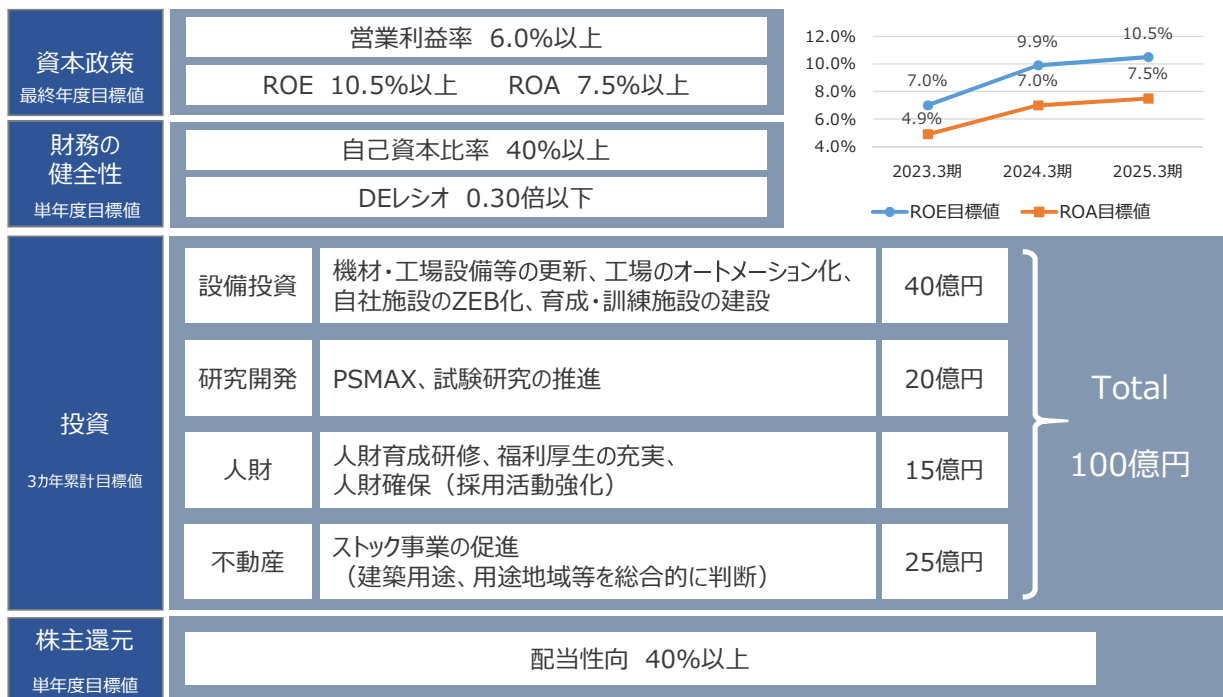 資本政策
最終年度目標値
営業利益率 6.0%以上
ROE 10.5%以上 ROA 7.5%以上
12.0%
10.0%
8.0%
6.0%
4.0%
7.0%
9.9%
10.5%
4.9%
7.0%
7.5%
2023.3期
2024.3期
2025.3期
ROE目標値
ROA目標値
財務の
健全性
単年度目標値
自己資本比率 40%以上
DEレシオ 0.30倍以下
投資
3カ年累計目標値
設備投資
機材・工場設備等の更新、工場のオートメーション化、
自社施設のZEB化、育成・訓練施設の建設
40億円
研究開発
PSMAX、試験研究の推進
20億円
人財
人財育成研修、福利厚生の充実、
人財確保（採用活動強化）
15億円
不動産
ストック事業の促進
（建築用途、用途地域等を総合的に判断）
25億円
Total
100億円
株主還元
単年度目標値
配当性向 40%以上